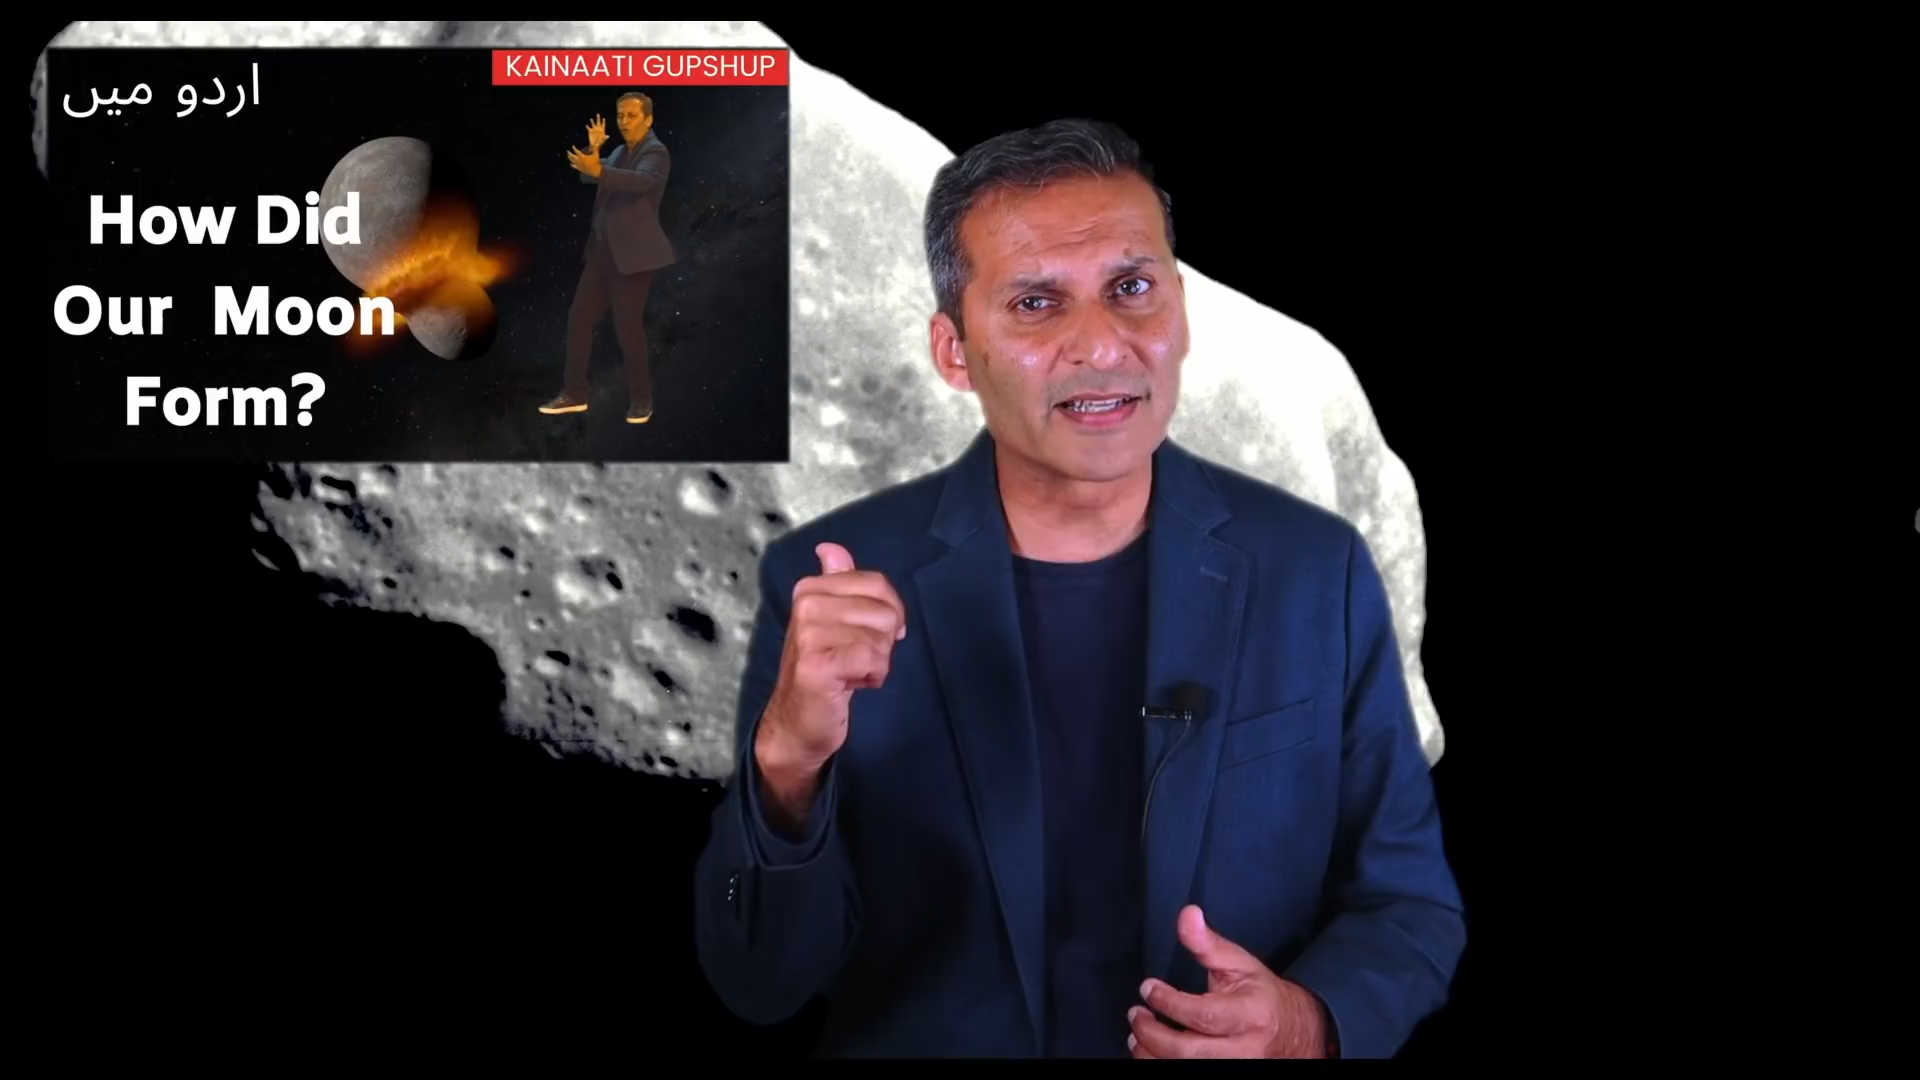 اردو میں
KAINAATI GUPSHUP
How Did
Our Moon
Form?